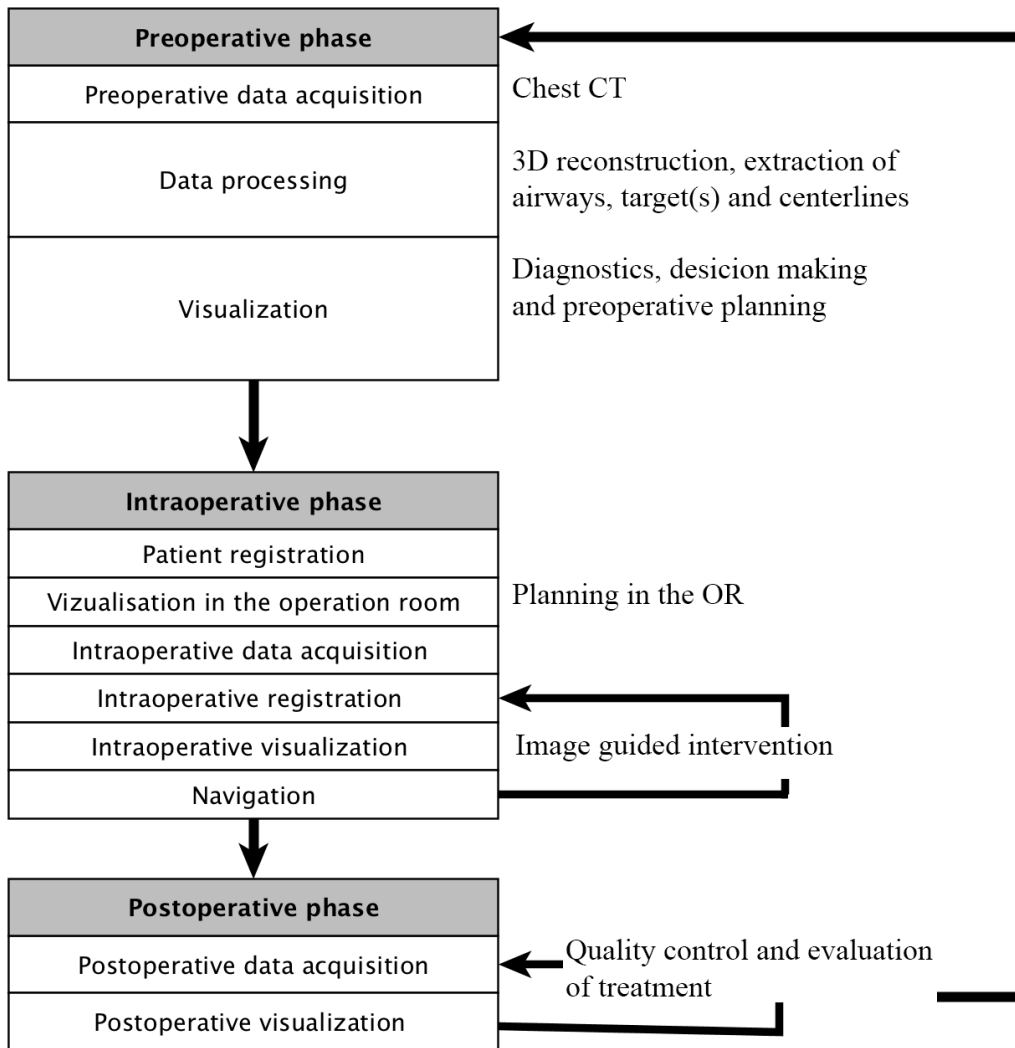 Preoperative phase
Preoperative data acquisition
Chest CT
Data processing
3D reconstruction, extraction of
airways, target(s) and centerlines
Visualization
Diagnostics, desicion making
and preoperative planning
Intraoperative phase
Patient registration
Vizualisation in the operation room
Planning in the OR
Intraoperative data acquisition
Intraoperative registration
Intraoperative visualization
Image guided intervention
Navigation
Postoperative phase
Postoperative data acquisition
Quality control and evaluation
of treatment
Postoperative visualization